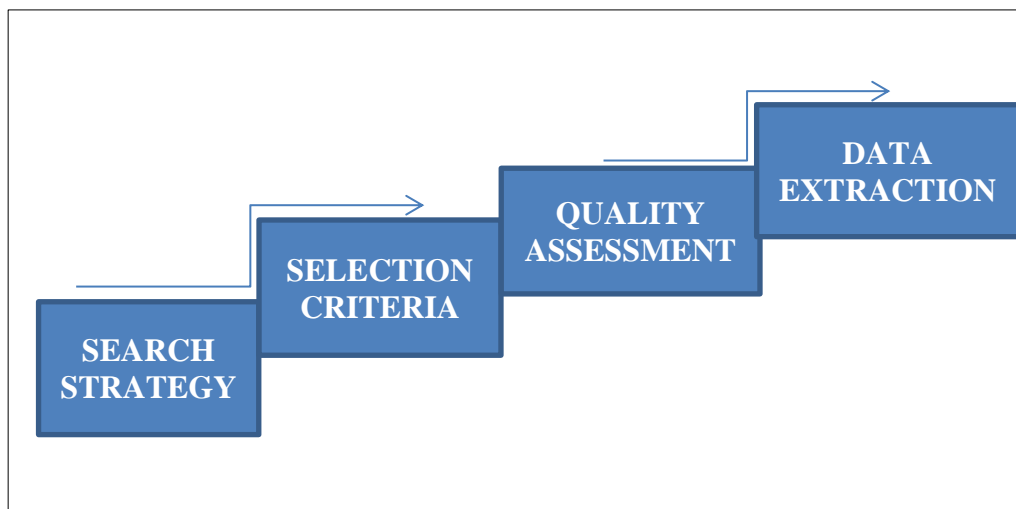 SEARCH
STRATEGY
SELECTION
CRITERIA
QUALITY
ASSESSMENT
DATA
EXTRACTION